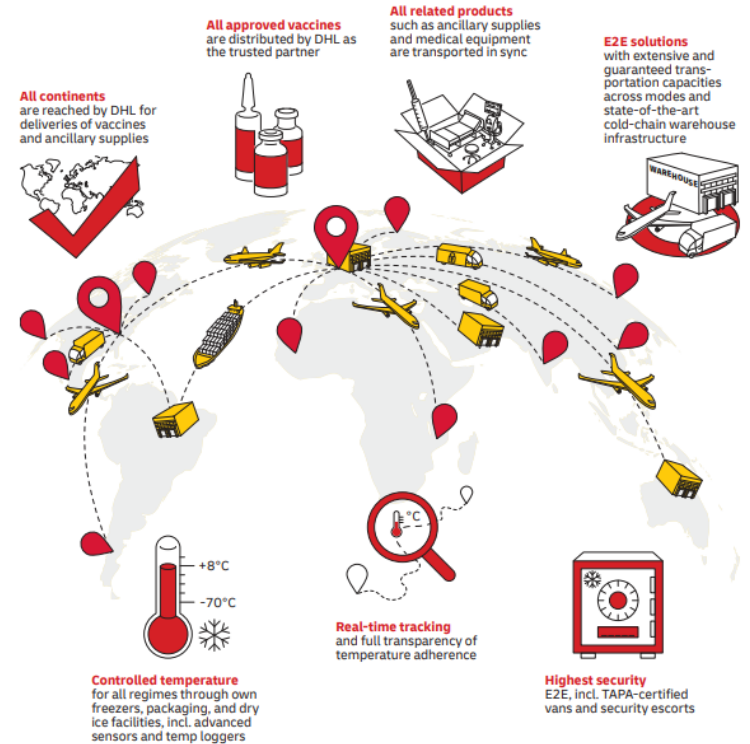 All approved vaccines
are distributed by DHL as
the trusted partner
All related products
such as ancillary supplies
and medical equipment
are transported in sync
E2E solutions
with extensive and
guaranteed trans-
portation capacities
across modes and
state-of-the-art
cold-chain warehouse
infrastructure
All continents
are reached by DHL for
deliveries of vaccines
and ancillary supplies
WAREHOUSE
°C
+8°C
-70°C
Real-time tracking
and full transparency of
temperature adherence
Controlled temperature
for all regimes through own
freezers, packaging, and dry
ice facilities, incl. advanced
sensors and temp loggers
Highest security
E2E, incl. TAPA-certified
vans and security escorts